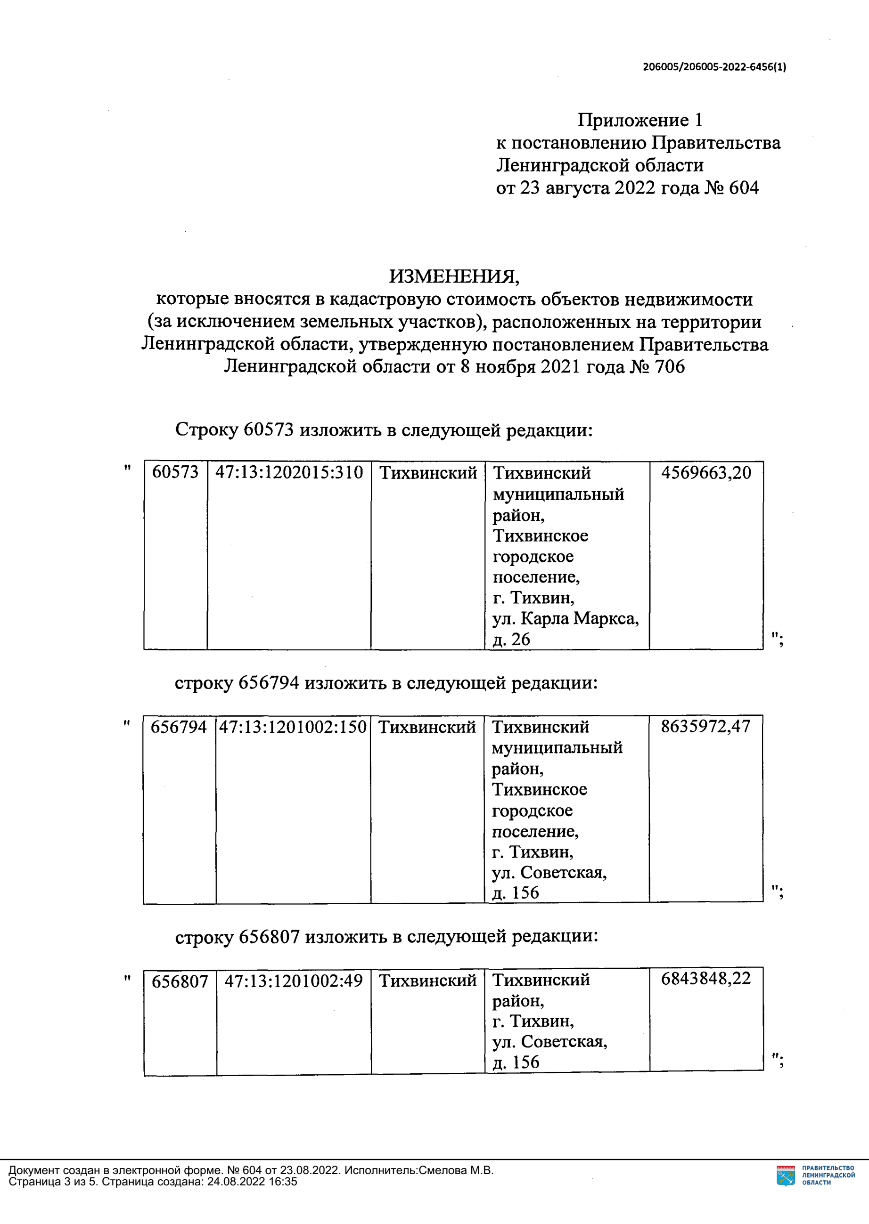 206005/206005-2022-6456(1)
Приложение 1
к постановлению Правительства
Ленинградской области
от 23 августа 2022 года № 604
ИЗМЕНЕНИЯ,
которые вносятся в кадастровую стоимость объектов недвижимости
(за исключением земельных участков), расположенных на территории
Ленинградской области, утвержденную постановлением Правительства
Ленинградской области от 8 ноября 2021 года № 706
Строку 60573 изложить в следующей редакции:
" 60573 47:13:1202015:310 Тихвинский Тихвинский 4569663,20
муниципальный
район,
Тихвинское
городское
поселение,
г. Тихвин,
ул. Карла Маркса,
д. 26 ";
строку 656794 изложить в следующей редакции:
" 656794 47:13:1201002:150 Тихвинский Тихвинский 8635972,47
муниципальный
район,
Тихвинское
городское
поселение,
г. Тихвин,
ул. Советская,
д. 156 ";
строку 656807 изложить в следующей редакции:
" 656807 47:13:1201002:49 Тихвинский Тихвинский 6843848,22
район,
г. Тихвин,
ул. Советская,
д. 156 ";
Документ создан в электронной форме. № 604 от 23.08.2022. Исполнитель:Смелова М.В.
Страница 3 из 5. Страница создана: 24.08.2022 16:35
ПРАВИТЕЛЬСТВО
ЛЕНИНГРАДСКОЙ
ОБЛАСТИ